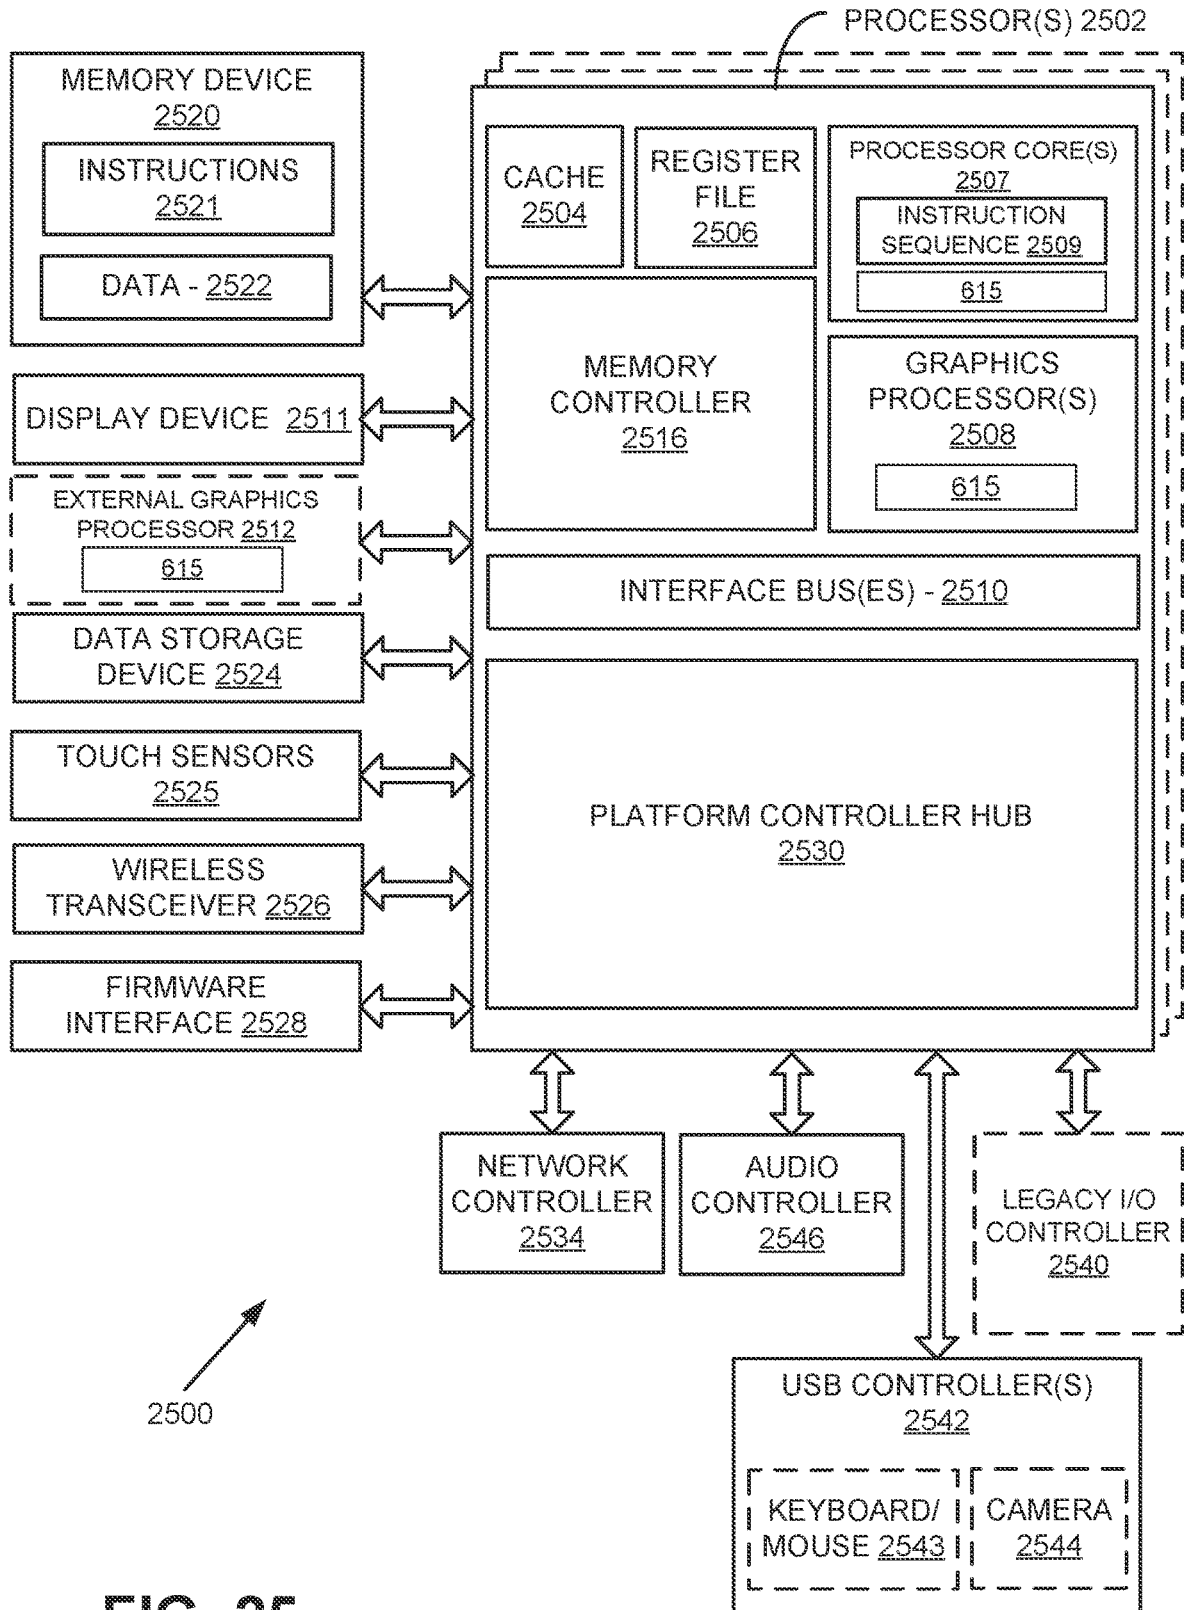 PROCESSOR(S) 2502
MEMORY DEVICE
2520
INSTRUCTIONS
2521
DATA - 2522
DISPLAY DEVICE 2511
EXTERNAL GRAPHICS
PROCESSOR 2512
615
DATA STORAGE
DEVICE 2524
TOUCH SENSORS
2525
WIRELESS
TRANSCEIVER 2526
FIRMWARE
INTERFACE 2528
CACHE
2504
REGISTER
FILE
2506
PROCESSOR CORE(S)
2507
INSTRUCTION
SEQUENCE 2509
615
MEMORY
CONTROLLER
2516
GRAPHICS
PROCESSOR(S)
2508
615
INTERFACE BUS(ES) - 2510
PLATFORM CONTROLLER HUB
2530
NETWORK
CONTROLLER
2534
AUDIO
CONTROLLER
2546
LEGACY I/O
CONTROLLER
2540
2500
USB CONTROLLER(S)
2542
KEYBOARD/
MOUSE 2543
CAMERA
2544
FIG. 25